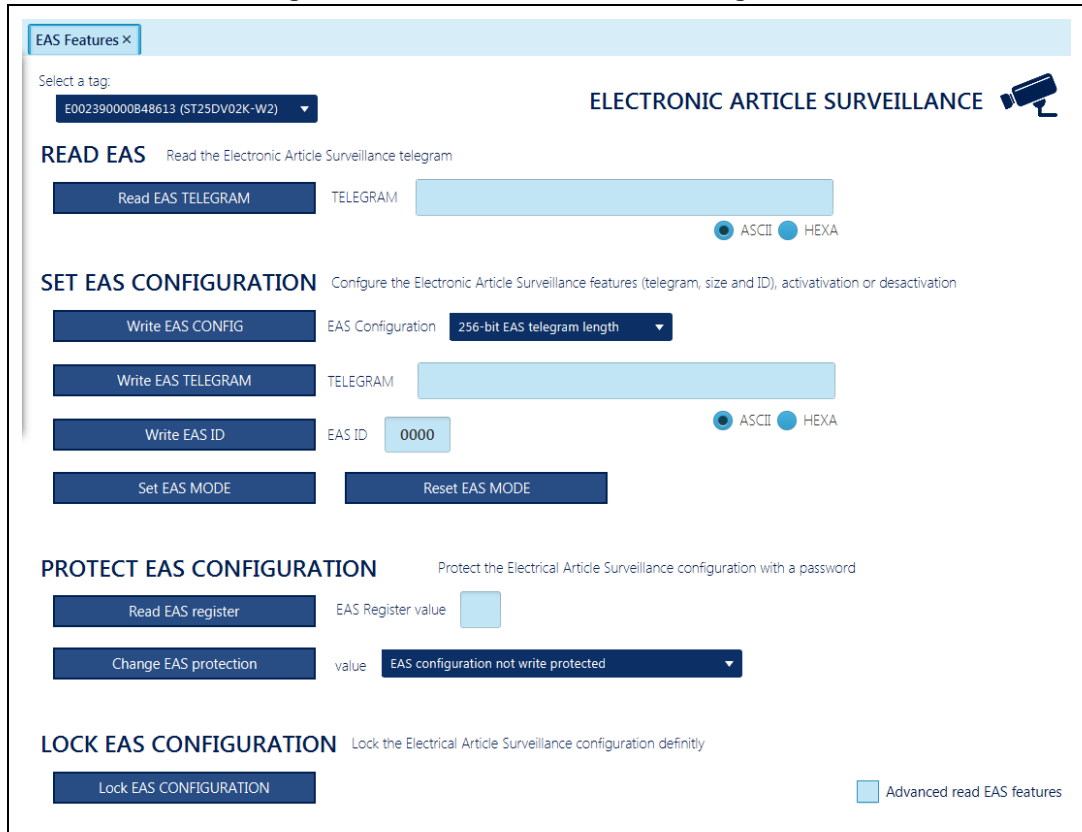 EAS Features ×
Select a tag:
E002390000B48613 (ST25DV02K-W2)
ELECTRONIC ARTICLE SURVEILLANCE
READ EAS Read the Electronic Article Surveillance telegram
Read EAS TELEGRAM TELEGRAM
ASCII HEXA
SET EAS CONFIGURATION Confgure the Electronic Article Surveillance features (telegram, size and ID), activativation or desactivation
Write EAS CONFIG EAS Configuration 256-bit EAS telegram length
Write EAS TELEGRAM TELEGRAM
ASCII HEXA
Write EAS ID EAS ID 0000
Set EAS MODE Reset EAS MODE
PROTECT EAS CONFIGURATION Protect the Electrical Article Surveillance configuration with a password
Read EAS register EAS Register value
Change EAS protection value EAS configuration not write protected
LOCK EAS CONFIGURATION Lock the Electrical Article Surveillance configuration definitly
Lock EAS CONFIGURATION
Advanced read EAS features